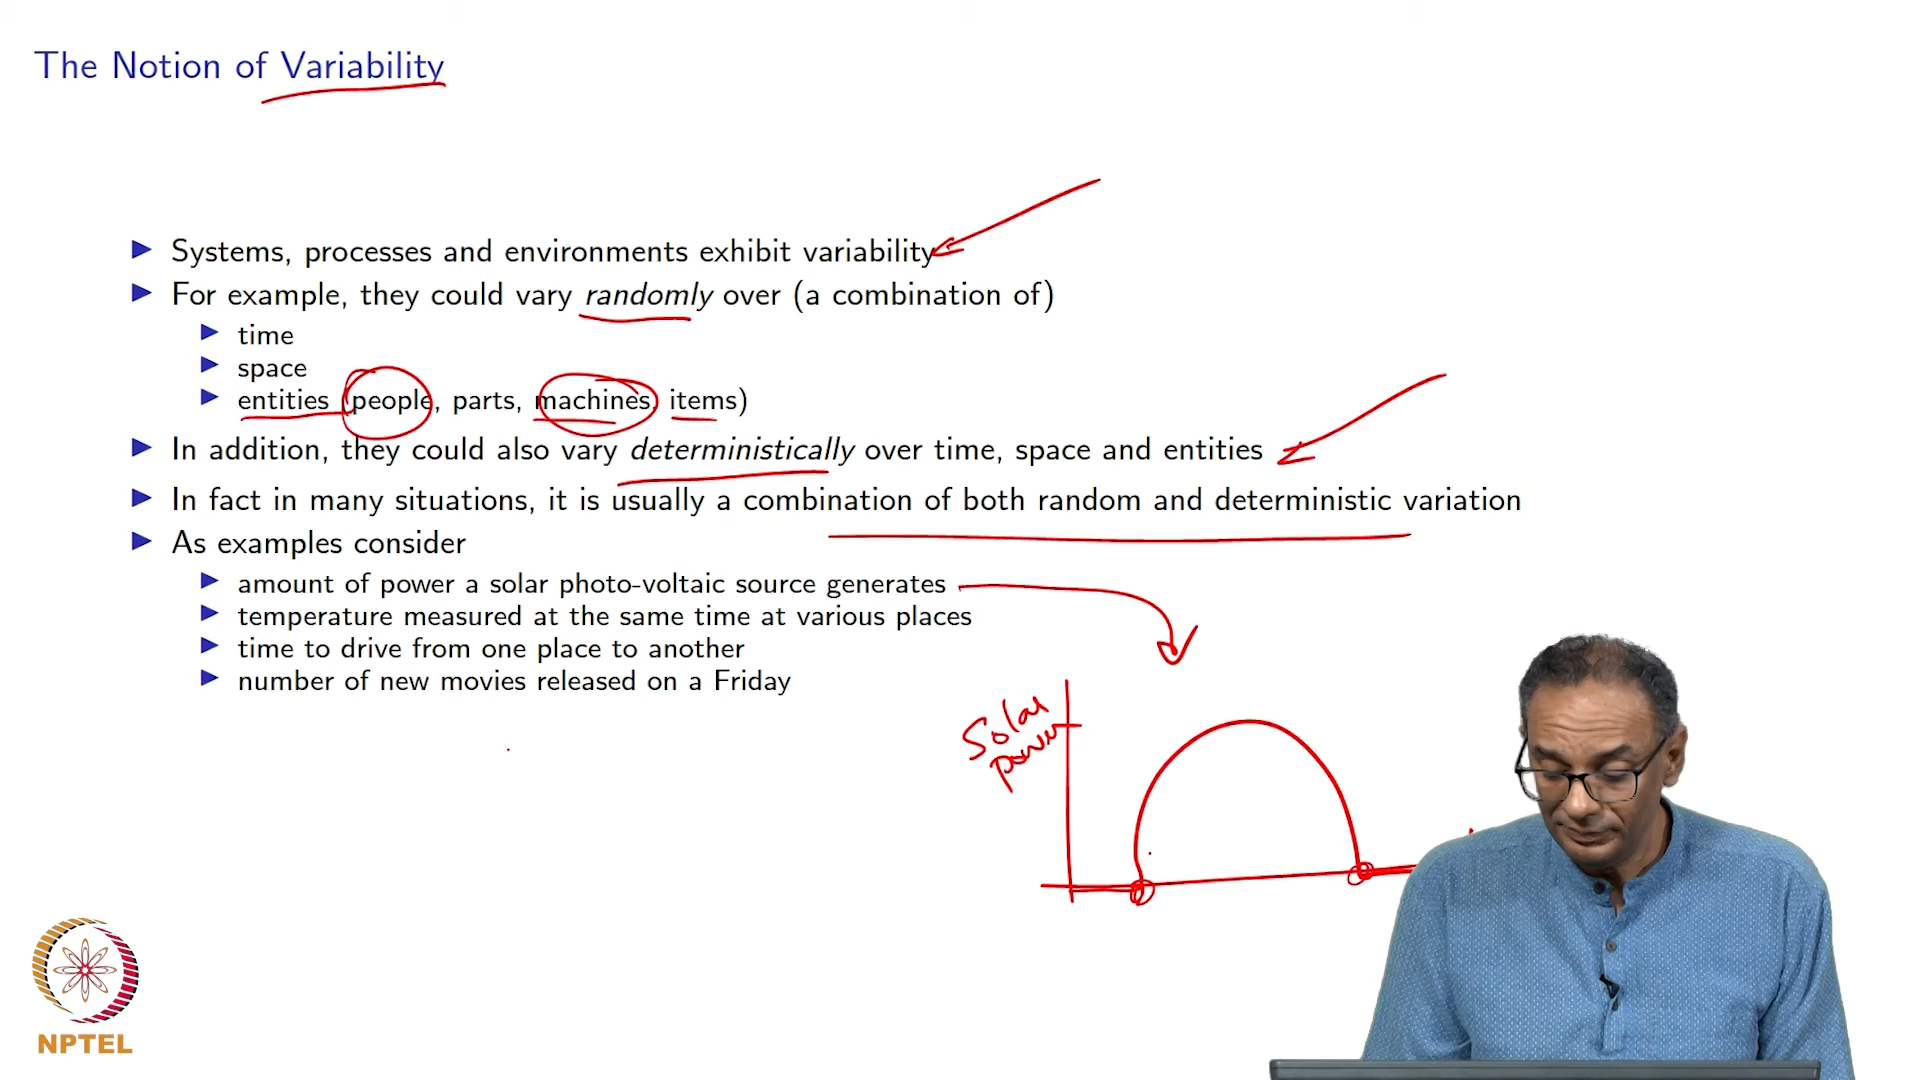 The Notion of Variability
Systems, processes and environments exhibit variability
For example, they could vary randomly over (a combination of)
time
space
entities (people, parts, machines, items)
In addition, they could also vary deterministically over time, space and entities
In fact in many situations, it is usually a combination of both random and deterministic variation
As examples consider
amount of power a solar photo-voltaic source generates
temperature measured at the same time at various places
time to drive from one place to another
number of new movies released on a Friday
Solar
power
NPTEL